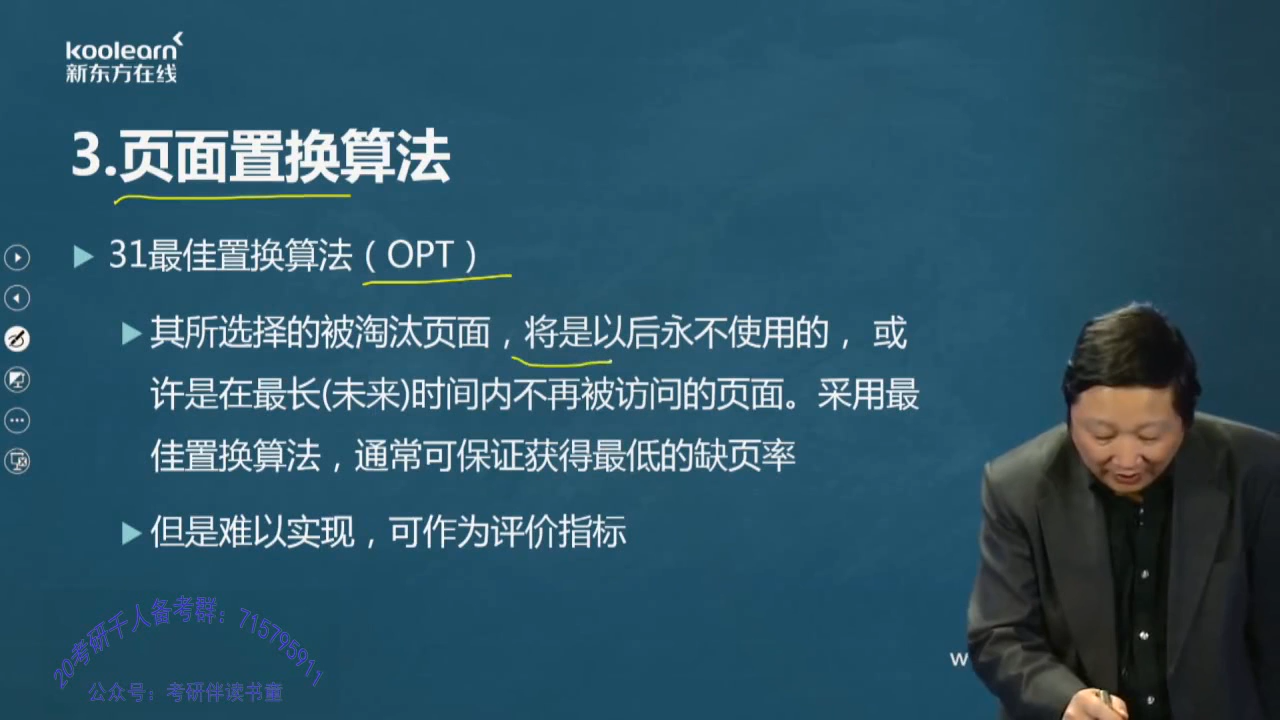 koolearn
新东方在线
3.页面置换算法
31最佳置换算法（OPT）
其所选择的被淘汰页面，将是以后永不使用的， 或
许是在最长(未来)时间内不再被访问的页面。采用最
佳置换算法，通常可保证获得最低的缺页率
但是难以实现，可作为评价指标
20考研千人备考群：715795911
公众号：考研伴读书童
w